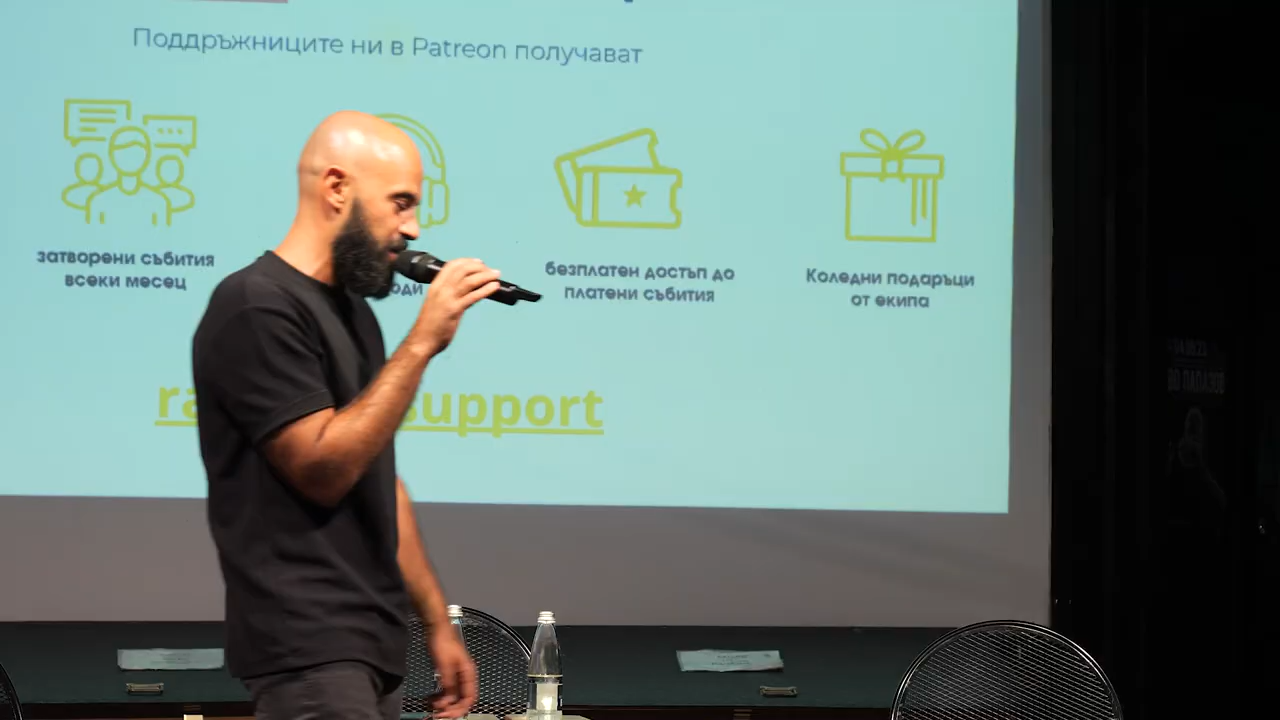 Поддръжниците ни в Patreon получават
затворени събития
всеки месец
безплатен достъп до
платени събития
Коледни подаръци
от екипа
support